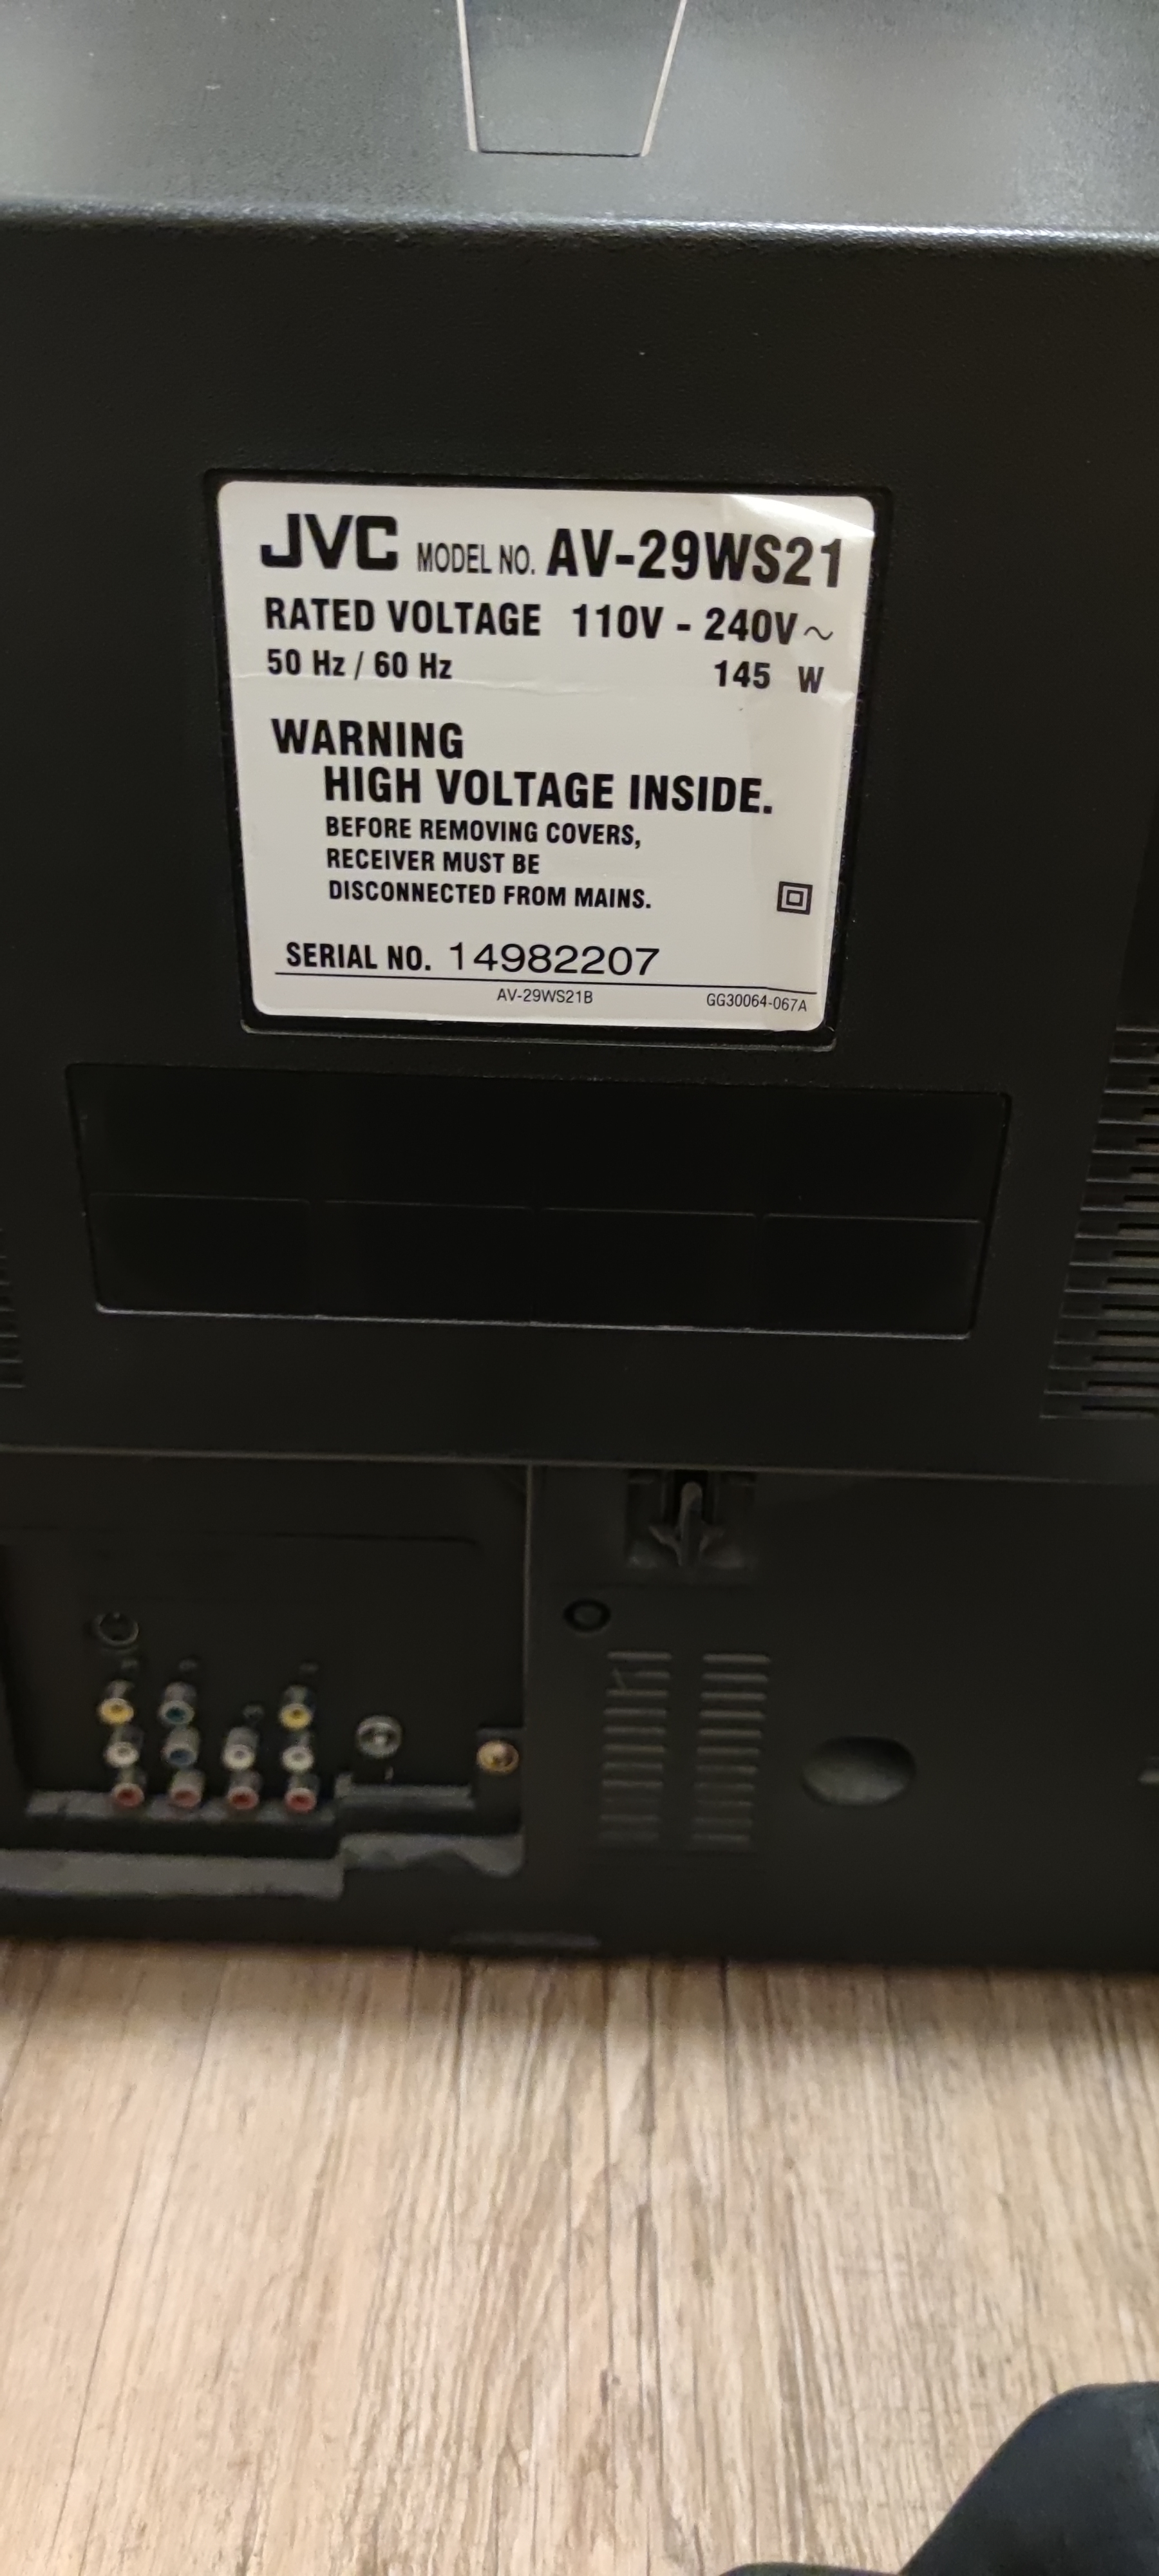 JVC MODEL NO. AV-29WS21
RATED VOLTAGE 110V - 240V~
50 Hz / 60 Hz 145 W
WARNING
HIGH VOLTAGE INSIDE.
BEFORE REMOVING COVERS,
RECEIVER MUST BE
DISCONNECTED FROM MAINS.
SERIAL NO. 14982207
AV-29WS21B GG30064-067A